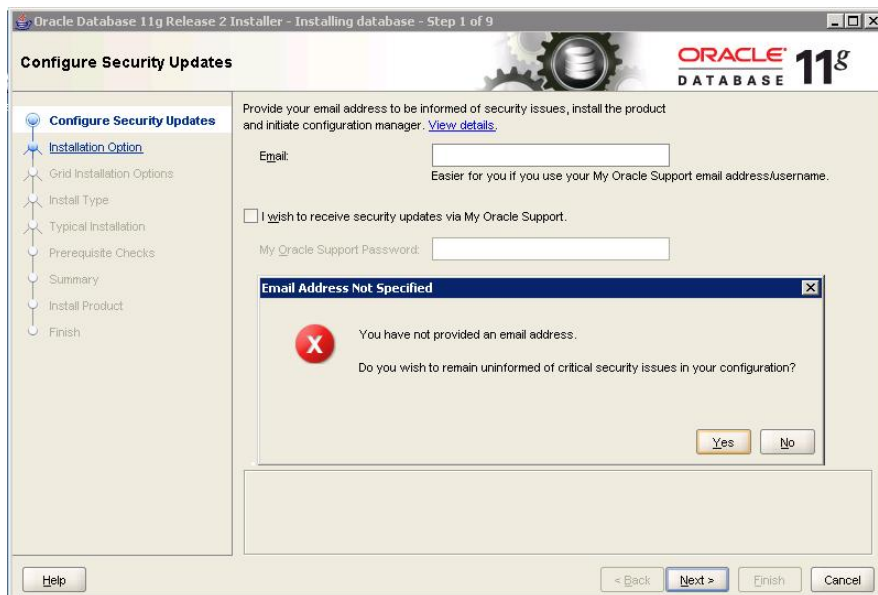 Oracle Database 11g Release 2 Installer - Installing database - Step 1 of 9
Configure Security Updates
ORACLE
DATABASE
11g
Configure Security Updates
Installation Option
Grid Installation Options
Install Type
Typical Installation
Prerequisite Checks
Summary
Install Product
Finish
Provide your email address to be informed of security issues, install the product
and initiate configuration manager. View details.
Email:
Easier for you if you use your My Oracle Support email address/username.
I wish to receive security updates via My Oracle Support.
My Oracle Support Password:
Email Address Not Specified
You have not provided an email address.
Do you wish to remain uninformed of critical security issues in your configuration?
Yes
No
Help
< Back
Next >
Finish
Cancel